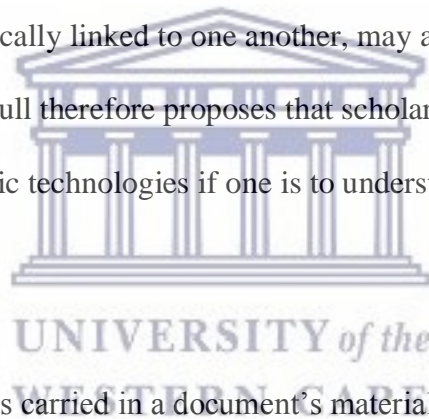 cally linked to one another, may a
ull therefore proposes that scholar
ic technologies if one is to underst
UNIVERSITY of the
s carried in a document's material
WESTERN CAPE